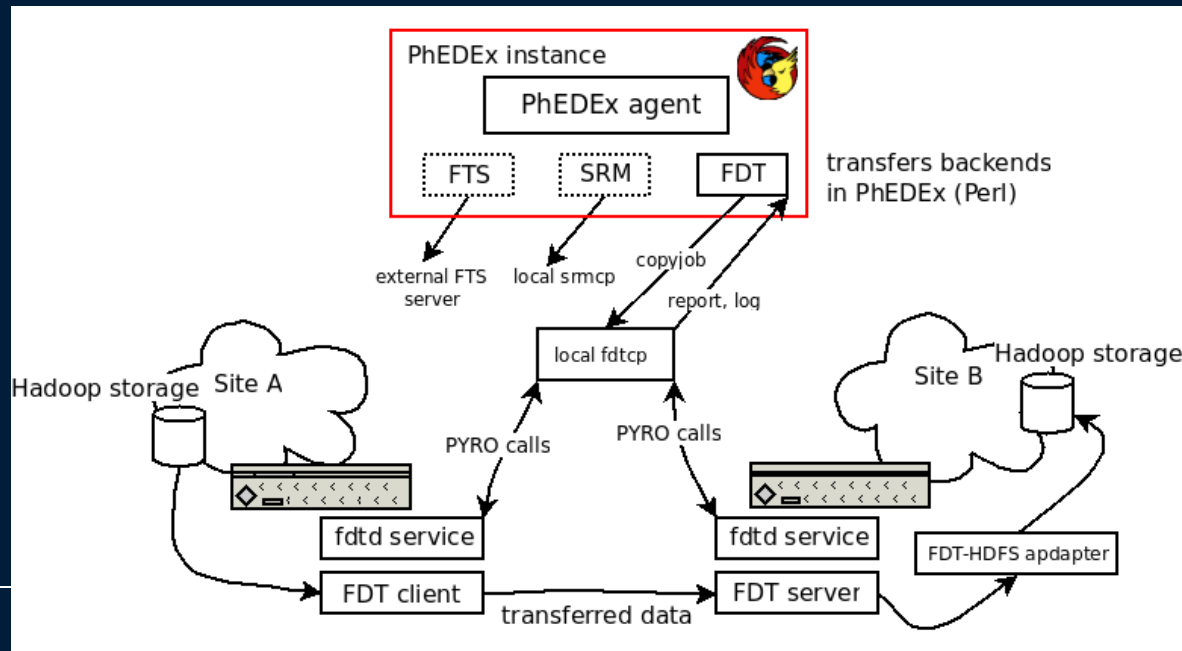 PhEDEx instance
PhEDEx agent
FTS
SRM
FDT
transfers backends
in PhEDEx (Perl)
external FTS
server
local srmcp
copyjob
report, log
local fdtcp
Hadoop storage
Site A
Site B
Hadoop storage
PYRO calls
PYRO calls
fdtd service
fdtd service
FDT-HDFS apdapter
FDT client
transferred data
FDT server